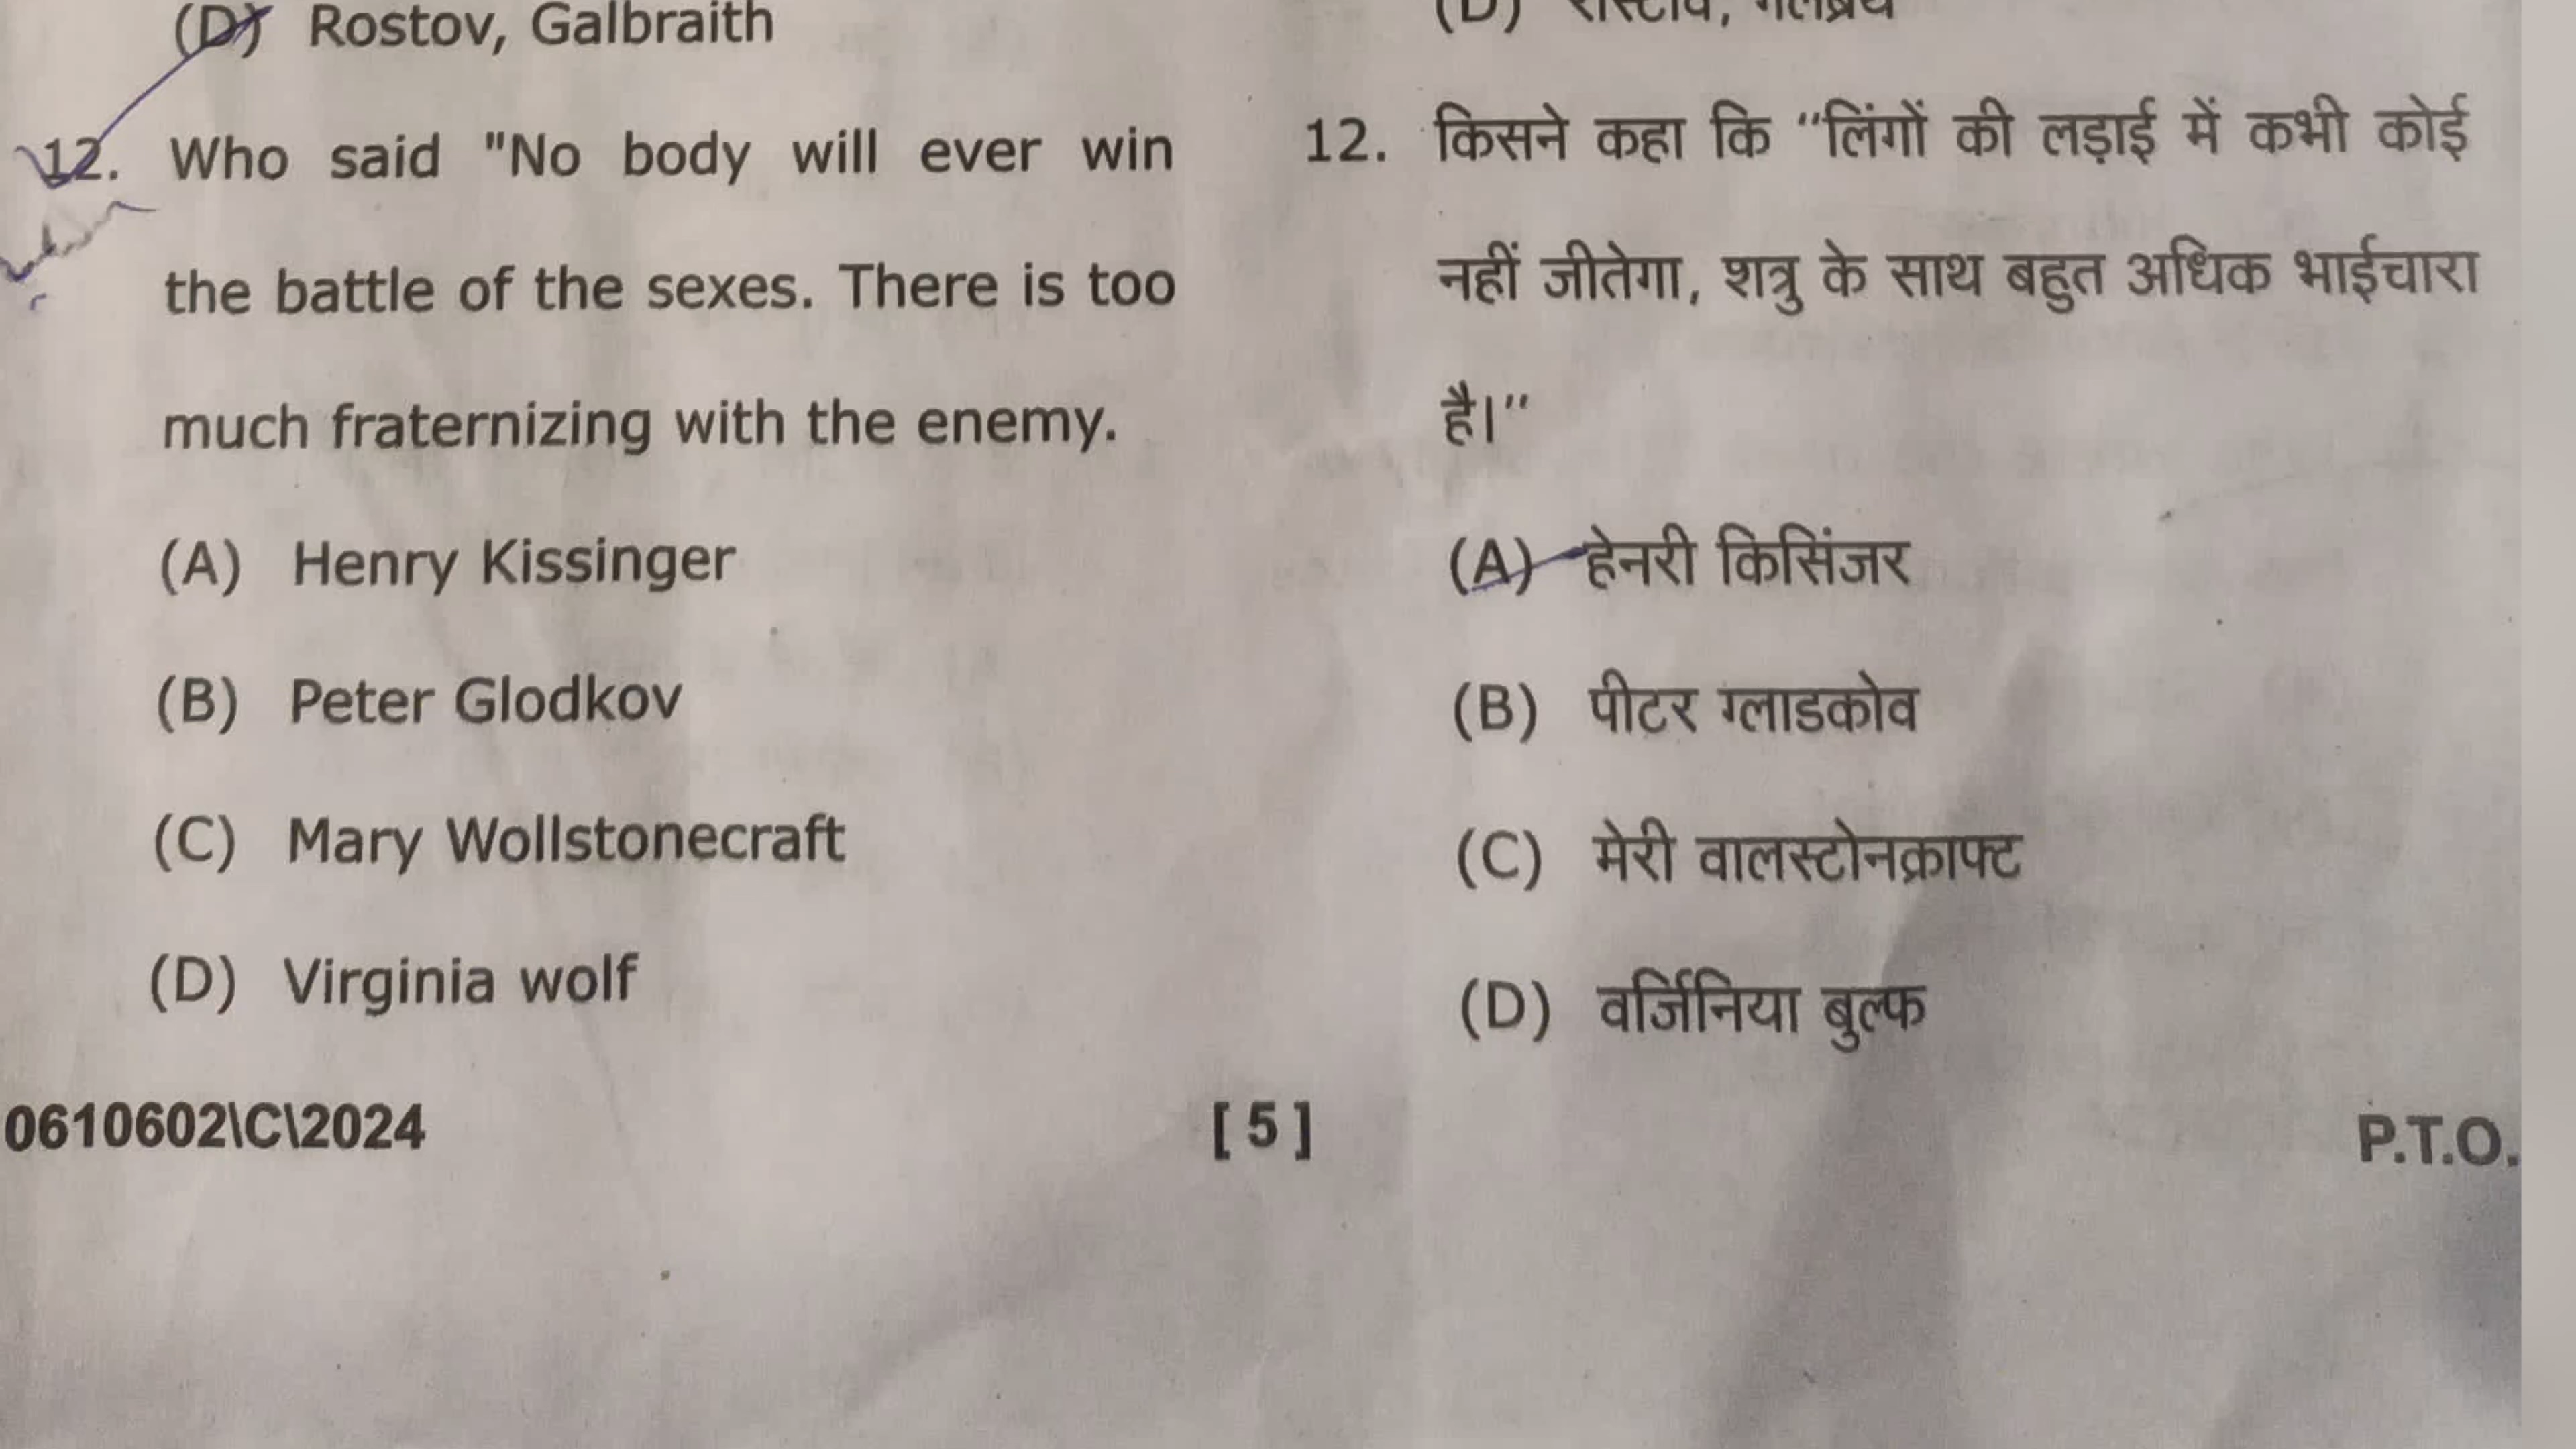 (D) Rostov, Galbraith
12. Who said "No body will ever win
the battle of the sexes. There is too
much fraternizing with the enemy.
(A) Henry Kissinger
(B) Peter Glodkov
(C) Mary Wollstonecraft
(D) Virginia wolf
(D) रोस्टोव, गैलब्रेथ
12. किसने कहा कि “लिंगों की लड़ाई में कभी कोई
नहीं जीतेगा, शत्रु के साथ बहुत अधिक भाईचारा
है।”
(A) हेनरी किसिंजर
(B) पीटर ग्लाडकोव
(C) मेरी वालस्टोनक्राफ्ट
(D) वर्जिनिया बुल्फ
0610602\C\2024
[ 5 ]
P.T.O.